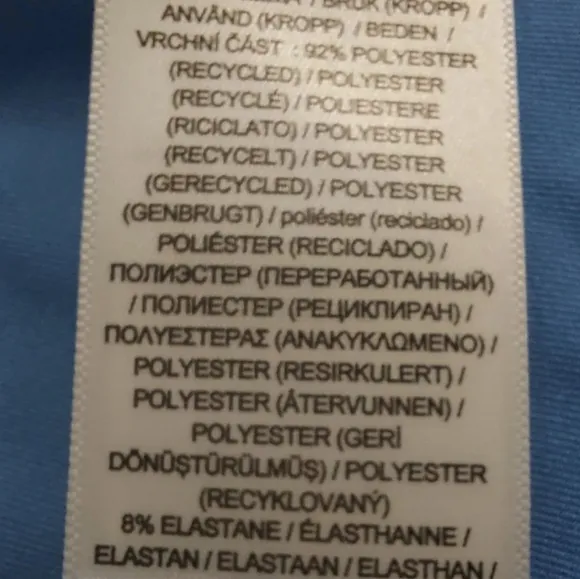 / BRUK (KROPP) /
ANVÄND (KROPP) / BEDEN /
VRCHNÍ ČÁST : 92% POLYESTER
(RECYCLED) / POLYESTER
(RECYCLÉ) / POLIESTERE
(RICICLATO) / POLYESTER
(RECYCELT) / POLYESTER
(GERECYCLED) / POLYESTER
(GENBRUGT) / poliéster (reciclado) /
POLIÉSTER (RECICLADO) /
ПОЛИЭСТЕР (ПЕРЕРАБОТАННЫЙ)
/ ПОЛИЕСТЕР (РЕЦИКЛИРАН) /
ΠΟΛΥΕΣΤΕΡΑΣ (ΑΝΑΚΥΚΛΩΜΕΝΟ) /
POLYESTER (RESIRKULERT) /
POLYESTER (ÅTERVUNNEN) /
POLYESTER (GERİ
DÖNÜŞTÜRÜLMÜŞ) / POLYESTER
(RECYKLOVANÝ)
8% ELASTANE / ÉLASTHANNE /
ELASTAN / ELASTAAN / ELASTHAN /